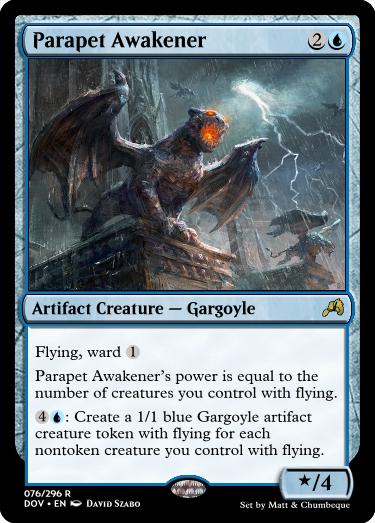 Parapet Awakener 2
Artifact Creature — Gargoyle
Flying, ward 1
Parapet Awakener's power is equal to the
number of creatures you control with flying.
4: Create a 1/1 blue Gargoyle artifact
creature token with flying for each
nontoken creature you control with flying.
★/4
076/296 R
DOV • EN DAVID SZABO
Set by Matt & Chumbeque